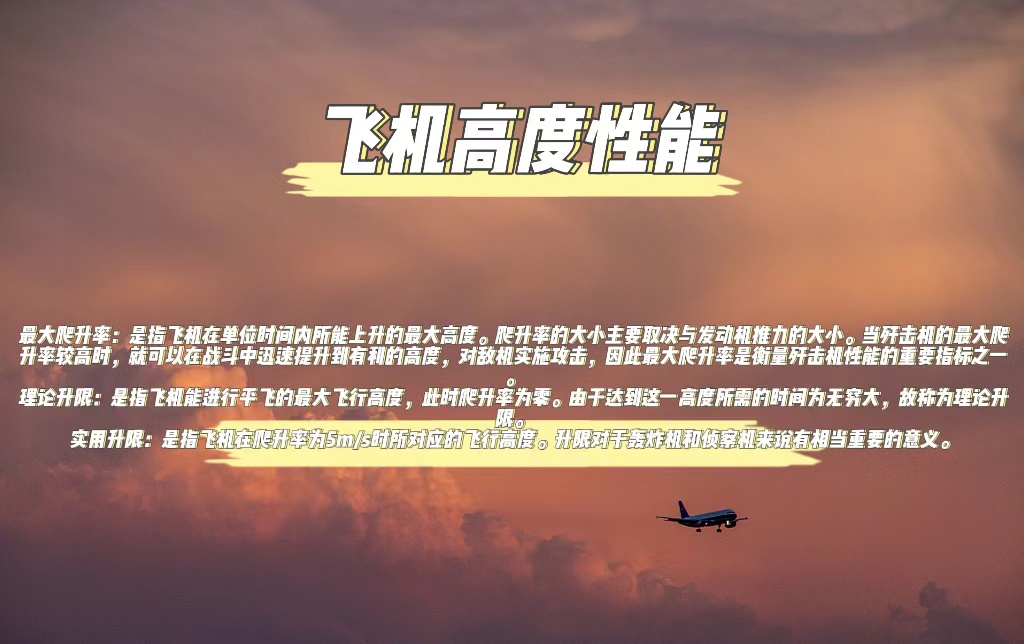 飞机高度性能
最大爬升率：是指飞机在单位时间内所能上升的最大高度。爬升率的大小主要取决与发动机推力的大小。当歼击机的最大爬
升率较高时，就可以在战斗中迅速提升到有利的高度，对敌机实施攻击，因此最大爬升率是衡量歼击机性能的重要指标之一
。
理论升限：是指飞机能进行平飞的最大飞行高度，此时爬升率为零。由于达到这一高度所需的时间为无穷大，故称为理论升
限。
实用升限：是指飞机在爬升率为5m/s时所对应的飞行高度。升限对于轰炸机和侦察机来说有相当重要的意义。